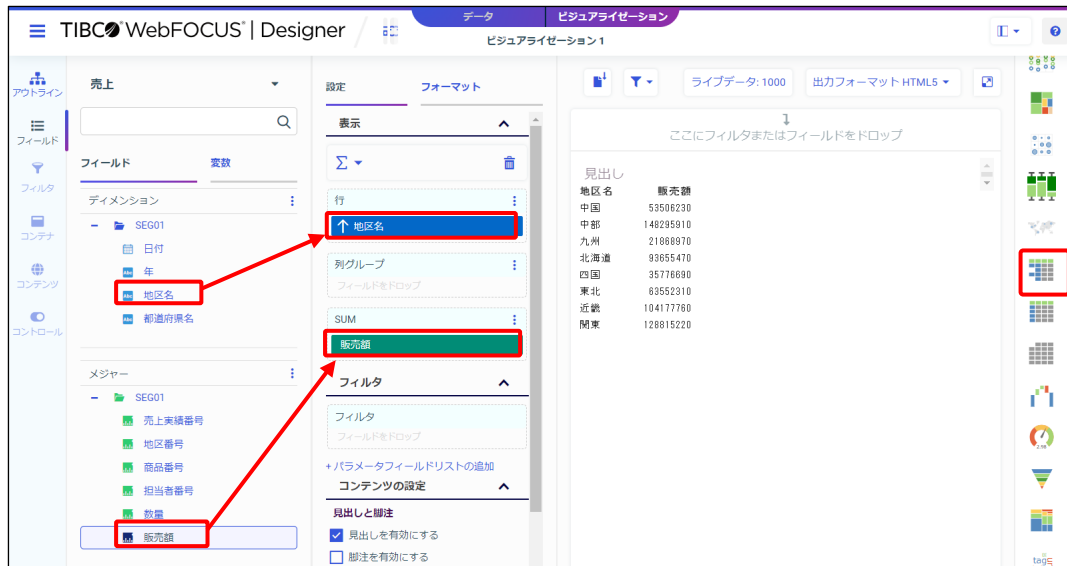 データ
ビジュアライゼーション
TIBCO WebFOCUS® | Designer
ビジュアライゼーション 1
アウトライン
フィールド
フィルタ
コンテナ
コンテンツ
コントロール
売上
フィールド
変数
ディメンション
SEG01
日付
年
地区名
都道府県名
メジャー
SEG01
売上実績番号
地区番号
商品番号
担当者番号
数量
販売額
設定
フォーマット
表示
行
地区名
列グループ
フィールドをドロップ
SUM
販売額
フィルタ
フィルタ
フィールドをドロップ
+ パラメータフィールドリストの追加
コンテンツの設定
見出しと脚注
見出しを有効にする
脚注を有効にする
ライブデータ: 1000
出力フォーマット HTML5
ここにフィルタまたはフィールドをドロップ
見出し
地区名 販売額
中国 53506230
中部 148295910
九州 21868970
北海道 93655470
四国 35776690
東北 63552310
近畿 104177760
関東 128815220
tags